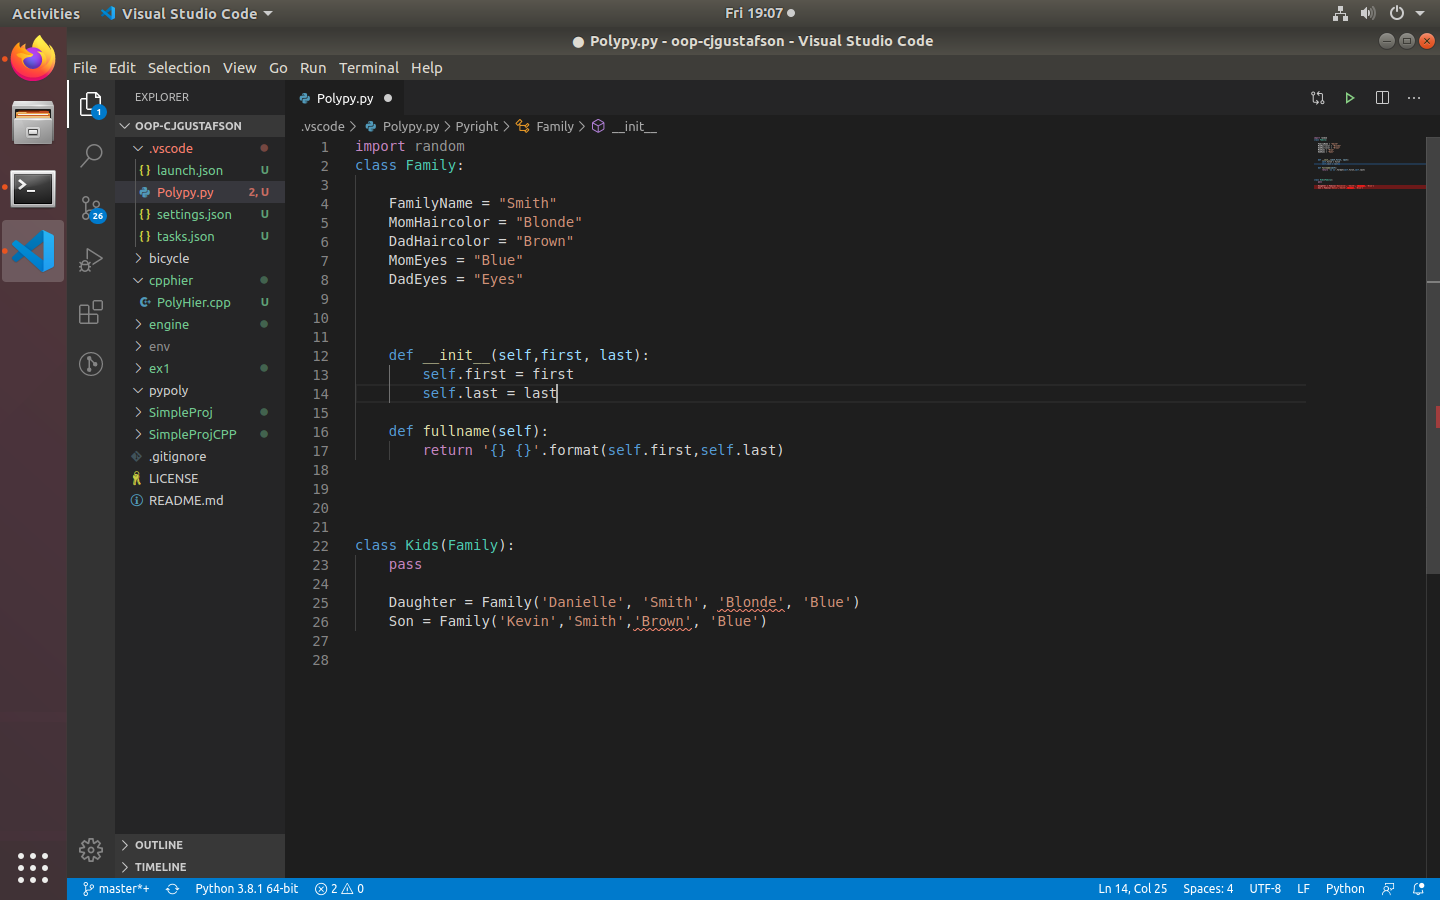 Activities
Visual Studio Code
Fri 19:07
Polypy.py - oop-cjgustafson - Visual Studio Code
File Edit Selection View Go Run Terminal Help
EXPLORER
OOP-CJGUSTAFSON
.vscode
launch.json U
Polypy.py 2, U
settings.json U
tasks.json U
bicycle
cpphier
PolyHier.cpp U
engine
env
ex1
pypoly
SimpleProj
SimpleProjCPP
.gitignore
LICENSE
README.md
OUTLINE
TIMELINE
1
26
Polypy.py
.vscode > Polypy.py > Pyright > Family > __init__
1 import random
2 class Family:
3
4 FamilyName = "Smith"
5 MomHaircolor = "Blonde"
6 DadHaircolor = "Brown"
7 MomEyes = "Blue"
8 DadEyes = "Eyes"
9
10
11
12 def __init__(self,first, last):
13 self.first = first
14 self.last = last
15
16 def fullname(self):
17 return '{} {}'.format(self.first,self.last)
18
19
20
21
22 class Kids(Family):
23 pass
24
25 Daughter = Family('Danielle', 'Smith', 'Blonde', 'Blue')
26 Son = Family('Kevin','Smith','Brown', 'Blue')
27
28
master*+ Python 3.8.1 64-bit 2 0 Ln 14, Col 25 Spaces: 4 UTF-8 LF Python